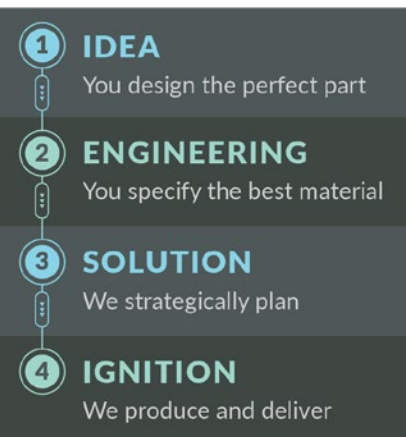 1 IDEA
You design the perfect part
2 ENGINEERING
You specify the best material
3 SOLUTION
We strategically plan
4 IGNITION
We produce and deliver